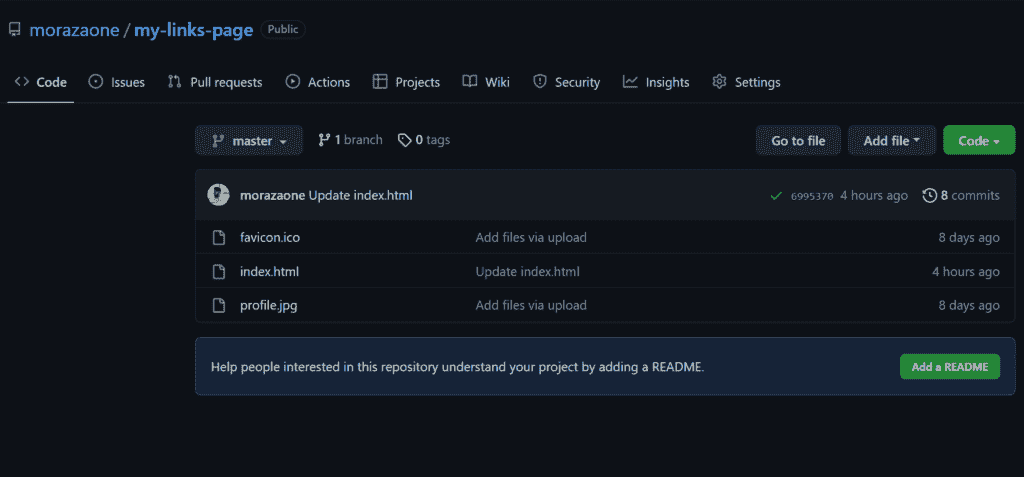 morazaone / my-links-page Public
Code Issues Pull requests Actions Projects Wiki Security Insights Settings
master 1 branch 0 tags Go to file Add file Code
morazaone Update index.html 6995370 4 hours ago 8 commits
favicon.ico Add files via upload 8 days ago
index.html Update index.html 4 hours ago
profile.jpg Add files via upload 8 days ago
Help people interested in this repository understand your project by adding a README. Add a README